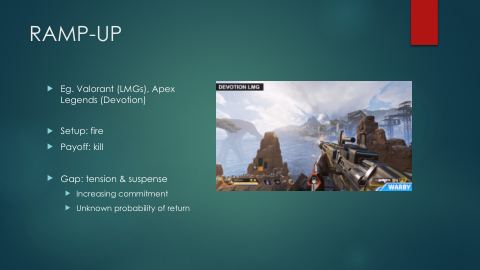 RAMP-UP
Eg. Valorant (LMGs), Apex
Legends (Devotion)
Setup: fire
Payoff: kill
Gap: tension & suspense
Increasing commitment
Unknown probability of return
DEVOTION LMG
WARBY